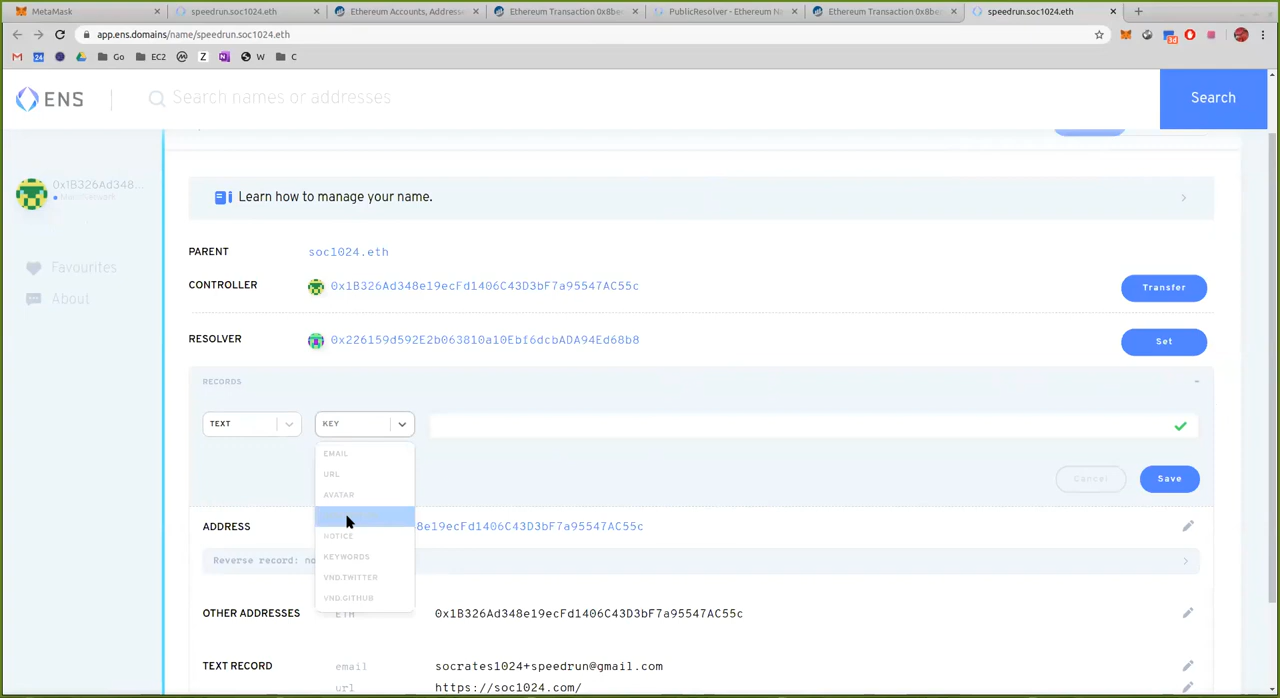 MetaMask
speedrun.soc1024.eth
Ethereum Accounts, Addresse
Ethereum Transaction 0x8be
PublicResolver - Ethereum N
Ethereum Transaction 0x8be
speedrun.soc1024.eth
app.ens.domains/name/speedrun.soc1024.eth
24
Go
EC2
Z
N
W
C
ENS
Search names or addresses
Search
0x1B326Ad348...
Favourites
About
Learn how to manage your name.
PARENT
soc1024.eth
CONTROLLER
0x1B326Ad348e19ecFd1406C43D3bF7a95547AC55c
Transfer
RESOLVER
0x226159d592E2b063810a10Ebf6dcbADA94Ed68b8
Set
RECORDS
TEXT
KEY
EMAIL
URL
AVATAR
NOTICE
KEYWORDS
VND.TWITTER
VND.GITHUB
Cancel
Save
ADDRESS
8e19ecFd1406C43D3bF7a95547AC55c
Reverse record: no
OTHER ADDRESSES
ETH
0x1B326Ad348e19ecFd1406C43D3bF7a95547AC55c
TEXT RECORD
email
socrates1024+speedrun@gmail.com
url
https://soc1024.com/